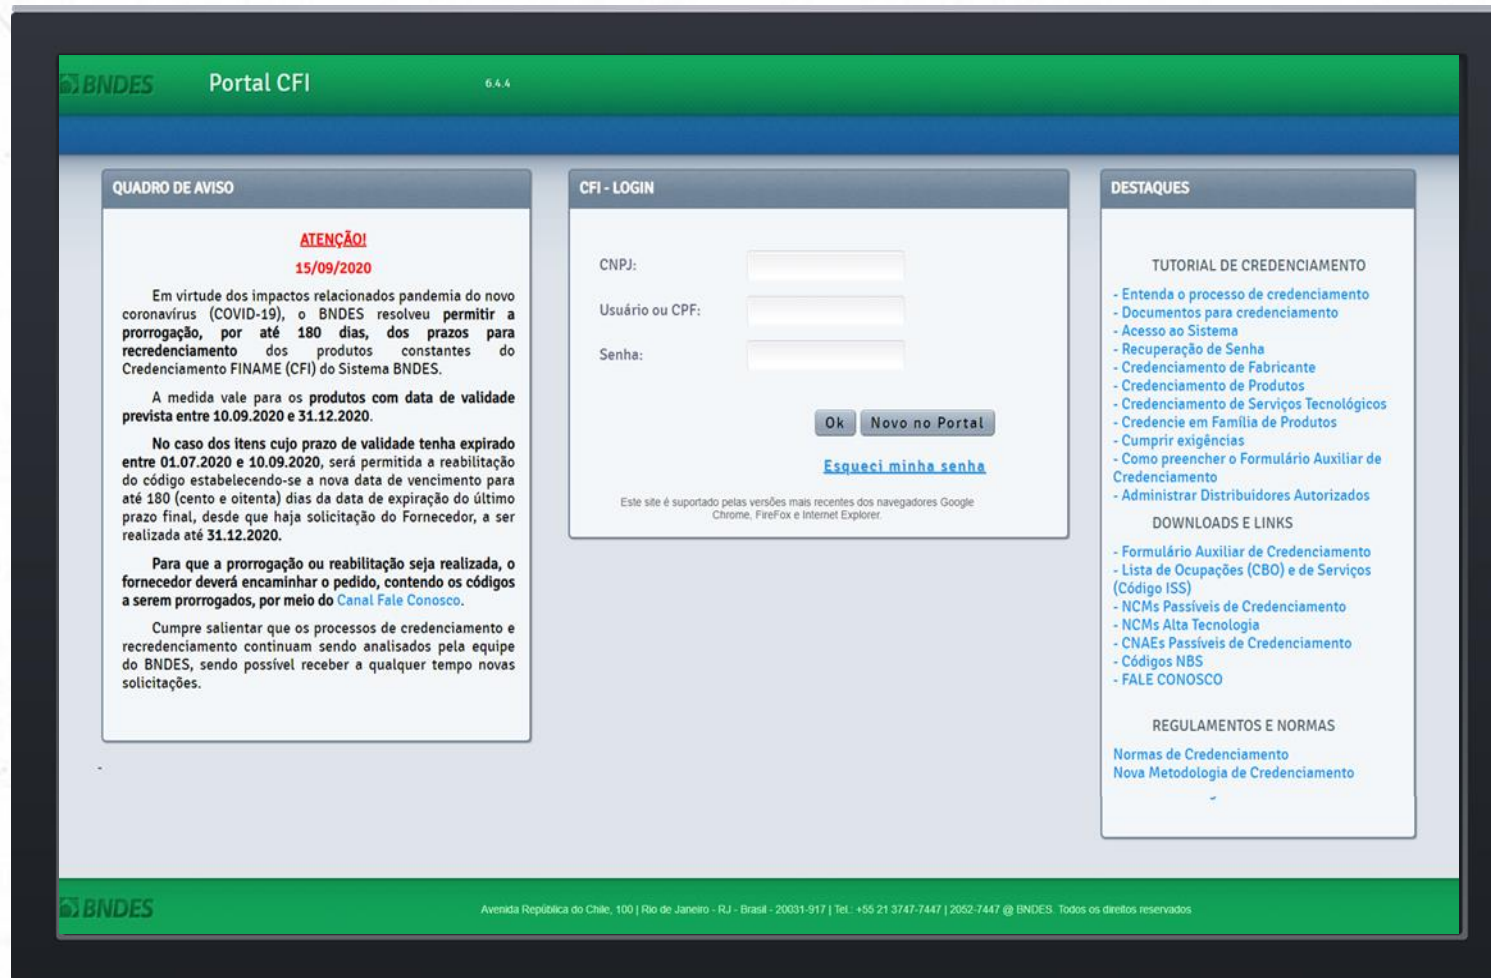 BNDES
Portal CFI
6.4.4
QUADRO DE AVISO
ATENÇÃO!
15/09/2020
Em virtude dos impactos relacionados pandemia do novo
coronavírus (COVID-19), o BNDES resolveu permitir a
prorrogação, por até 180 dias, dos prazos para
recredenciamento dos produtos constantes do
Credenciamento FINAME (CFI) do Sistema BNDES.
A medida vale para os produtos com data de validade
prevista entre 10.09.2020 e 31.12.2020.
No caso dos itens cujo prazo de validade tenha expirado
entre 01.07.2020 e 10.09.2020, será permitida a reabilitação
do código estabelecendo-se a nova data de vencimento para
até 180 (cento e oitenta) dias da data de expiração do último
prazo final, desde que haja solicitação do Fornecedor, a ser
realizada até 31.12.2020.
Para que a prorrogação ou reabilitação seja realizada, o
fornecedor deverá encaminhar o pedido, contendo os códigos
a serem prorrogados, por meio do Canal Fale Conosco.
Cumpre salientar que os processos de credenciamento e
recredenciamento continuam sendo analisados pela equipe
do BNDES, sendo possível receber a qualquer tempo novas
solicitações.
-
CFI - LOGIN
CNPJ:
Usuário ou CPF:
Senha:
Ok Novo no Portal
Esqueci minha senha
Este site é suportado pelas versões mais recentes dos navegadores Google
Chrome, FireFox e Internet Explorer.
DESTAQUES
TUTORIAL DE CREDENCIAMENTO
- Entenda o processo de credenciamento
- Documentos para credenciamento
- Acesso ao Sistema
- Recuperação de Senha
- Credenciamento de Fabricante
- Credenciamento de Produtos
- Credenciamento de Serviços Tecnológicos
- Credencie em Família de Produtos
- Cumprir exigências
- Como preencher o Formulário Auxiliar de
Credenciamento
- Administrar Distribuidores Autorizados
DOWNLOADS E LINKS
- Formulário Auxiliar de Credenciamento
- Lista de Ocupações (CBO) e de Serviços
(Código ISS)
- NCMs Passíveis de Credenciamento
- NCMs Alta Tecnologia
- CNAEs Passíveis de Credenciamento
- Códigos NBS
- FALE CONOSCO
REGULAMENTOS E NORMAS
Normas de Credenciamento
Nova Metodologia de Credenciamento
BNDES
Avenida República do Chile, 100 | Rio de Janeiro - RJ - Brasil - 20031-917 | Tel.: +55 21 3747-7447 | 2052-7447 @ BNDES. Todos os direitos reservados